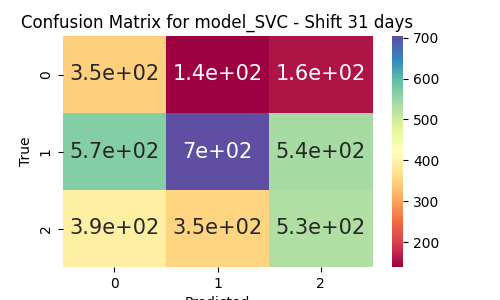 Confusion Matrix for model_SVC - Shift 31 days
True
0 3.5e+02 1.4e+02 1.6e+02
1 5.7e+02 7e+02 5.4e+02
2 3.9e+02 3.5e+02 5.3e+02
0 1 2
Predicted
700
600
500
400
300
200